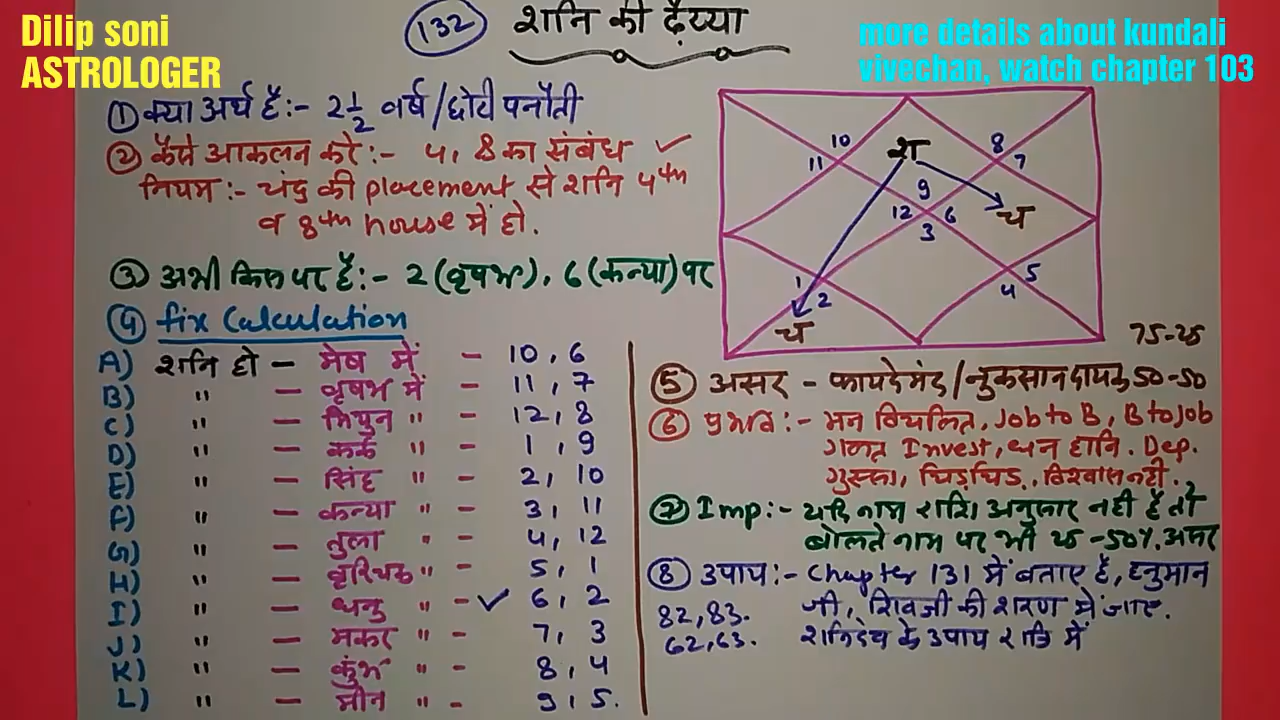 Dilip soni
ASTROLOGER
more details about kundali
vivechan, watch chapter 103
132 शनि की ढ़ैय्या
① क्या अर्थ है :- 2½ वर्ष / छोटी पनौती
② कैसे आकलन करे :- 4, 8 का संबंध ✓
नियम :- चंद्र की placement से शनि 4th
व 8th house में हो.
③ अभी किस पर है :- 2 (वृषभ), 6 (कन्या) पर
④ fix Calculation
A) शनि हो - मेष में - 10, 6
B) " - वृषभ में - 11, 7
C) " - मिथुन " - 12, 8
D) " - कर्क " - 1, 9
E) " - सिंह " - 2, 10
F) " - कन्या " - 3, 11
G) " - तुला " - 4, 12
H) " - वृश्चिक " - 5, 1
I) " - धनु " - ✓ 6, 2
J) " - मकर " - 7, 3
K) " - कुंभ " - 8, 4
L) " - मीन " - 9, 5.
10 श 8
11 7
9
12 6 च
3
1 5
2 4
च
75-25
⑤ असर - फायदेमंद / नुकसानदायक 50-50
⑥ प्रभाव :- मन विचलित, Job to B, B to Job
गलत Invest, धन हानि. Dep.
गुस्सा, चिड़चिड़, विश्वास नही.
⑦ Imp :- यदि नाम राशि अनुसार नही है तो
बोलते नाम पर भी 25-50% असर
⑧ उपाय :- Chapter 131 में बताए है, हनुमान
82, 83. जी, शिवजी की शरण में जाए.
62, 63. शनिदेव के उपाय रात्रि में